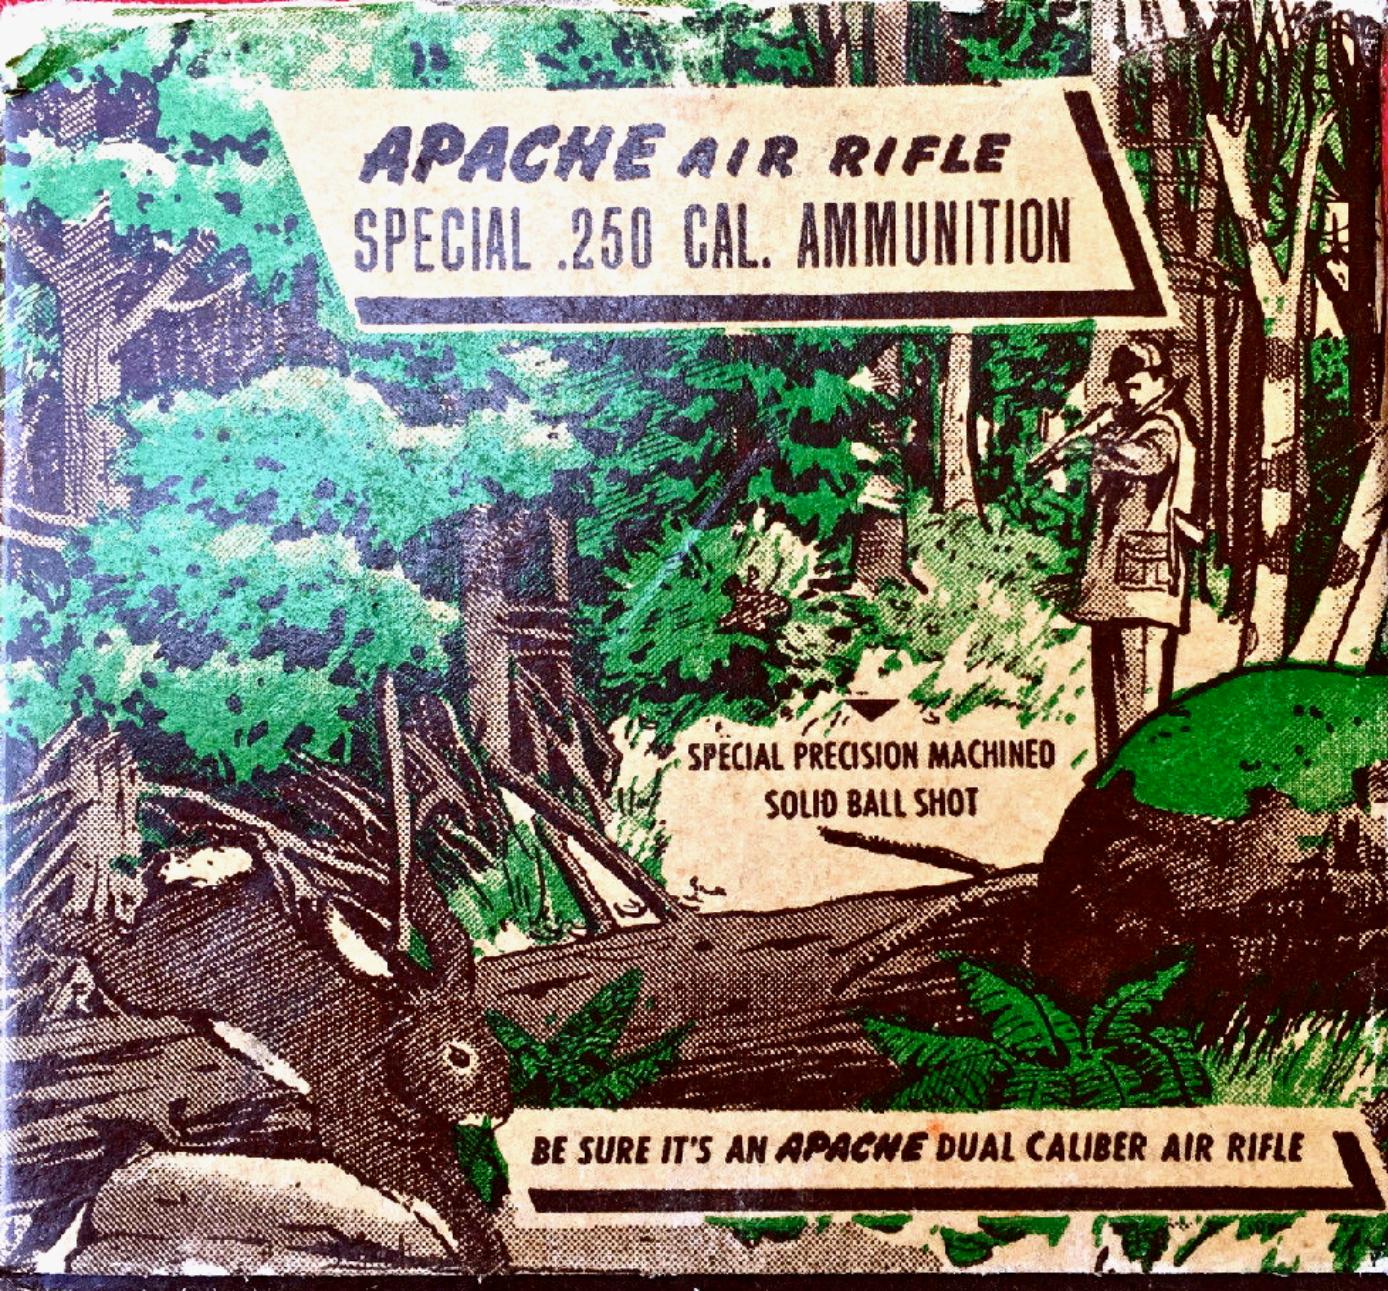 APACHE AIR RIFLE
SPECIAL .250 CAL. AMMUNITION
SPECIAL PRECISION MACHINED
SOLID BALL SHOT
BE SURE IT'S AN APACHE DUAL CALIBER AIR RIFLE